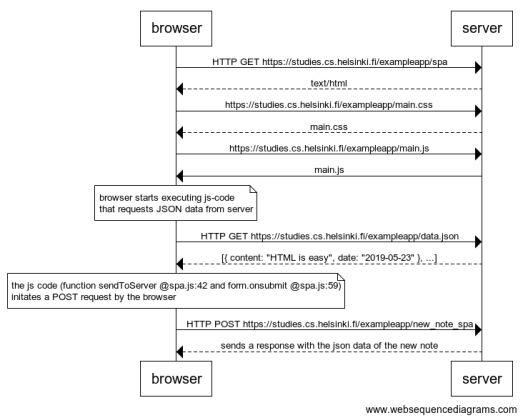 browser
server
HTTP GET https://studies.cs.helsinki.fi/exampleapp/spa
text/html
https://studies.cs.helsinki.fi/exampleapp/main.css
main.css
https://studies.cs.helsinki.fi/exampleapp/main.js
main.js
browser starts executing js-code
that requests JSON data from server
HTTP GET https://studies.cs.helsinki.fi/exampleapp/data.json
[{ content: "HTML is easy", date: "2019-05-23" }, ...]
the js code (function sendToServer @spa.js:42 and form.onsubmit @spa.js:59)
initates a POST request by the browser
HTTP POST https://studies.cs.helsinki.fi/exampleapp/new_note_spa
sends a response with the json data of the new note
browser
server
www.websequencediagrams.com